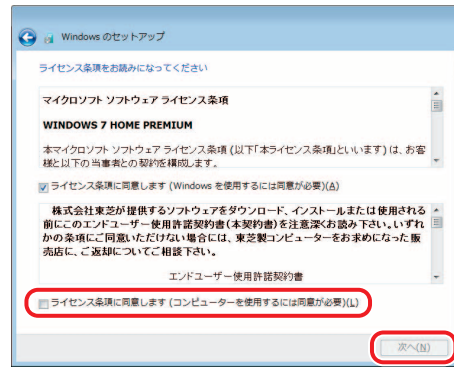 Windows のセットアップ
ライセンス条項をお読みになってください
マイクロソフト ソフトウェア ライセンス条項
WINDOWS 7 HOME PREMIUM
本マイクロソフト ソフトウェア ライセンス条項 (以下「本ライセンス条項」といいます) は、お客
様と以下の当事者との契約を構成します。
ライセンス条項に同意します (Windows を使用するには同意が必要)(A)
株式会社東芝が提供するソフトウェアをダウンロード、インストールまたは使用される
前にこのエンドユーザー使用許諾契約書(本契約書)を注意深くお読み下さい。いずれ
かの条項にご同意いただけない場合には、東芝製コンピューターをお求めになった販
売店に、ご返却についてご相談下さい。
エンドユーザー使用許諾契約書
ライセンス条項に同意します (コンピューターを使用するには同意が必要)(L)
次へ(N)